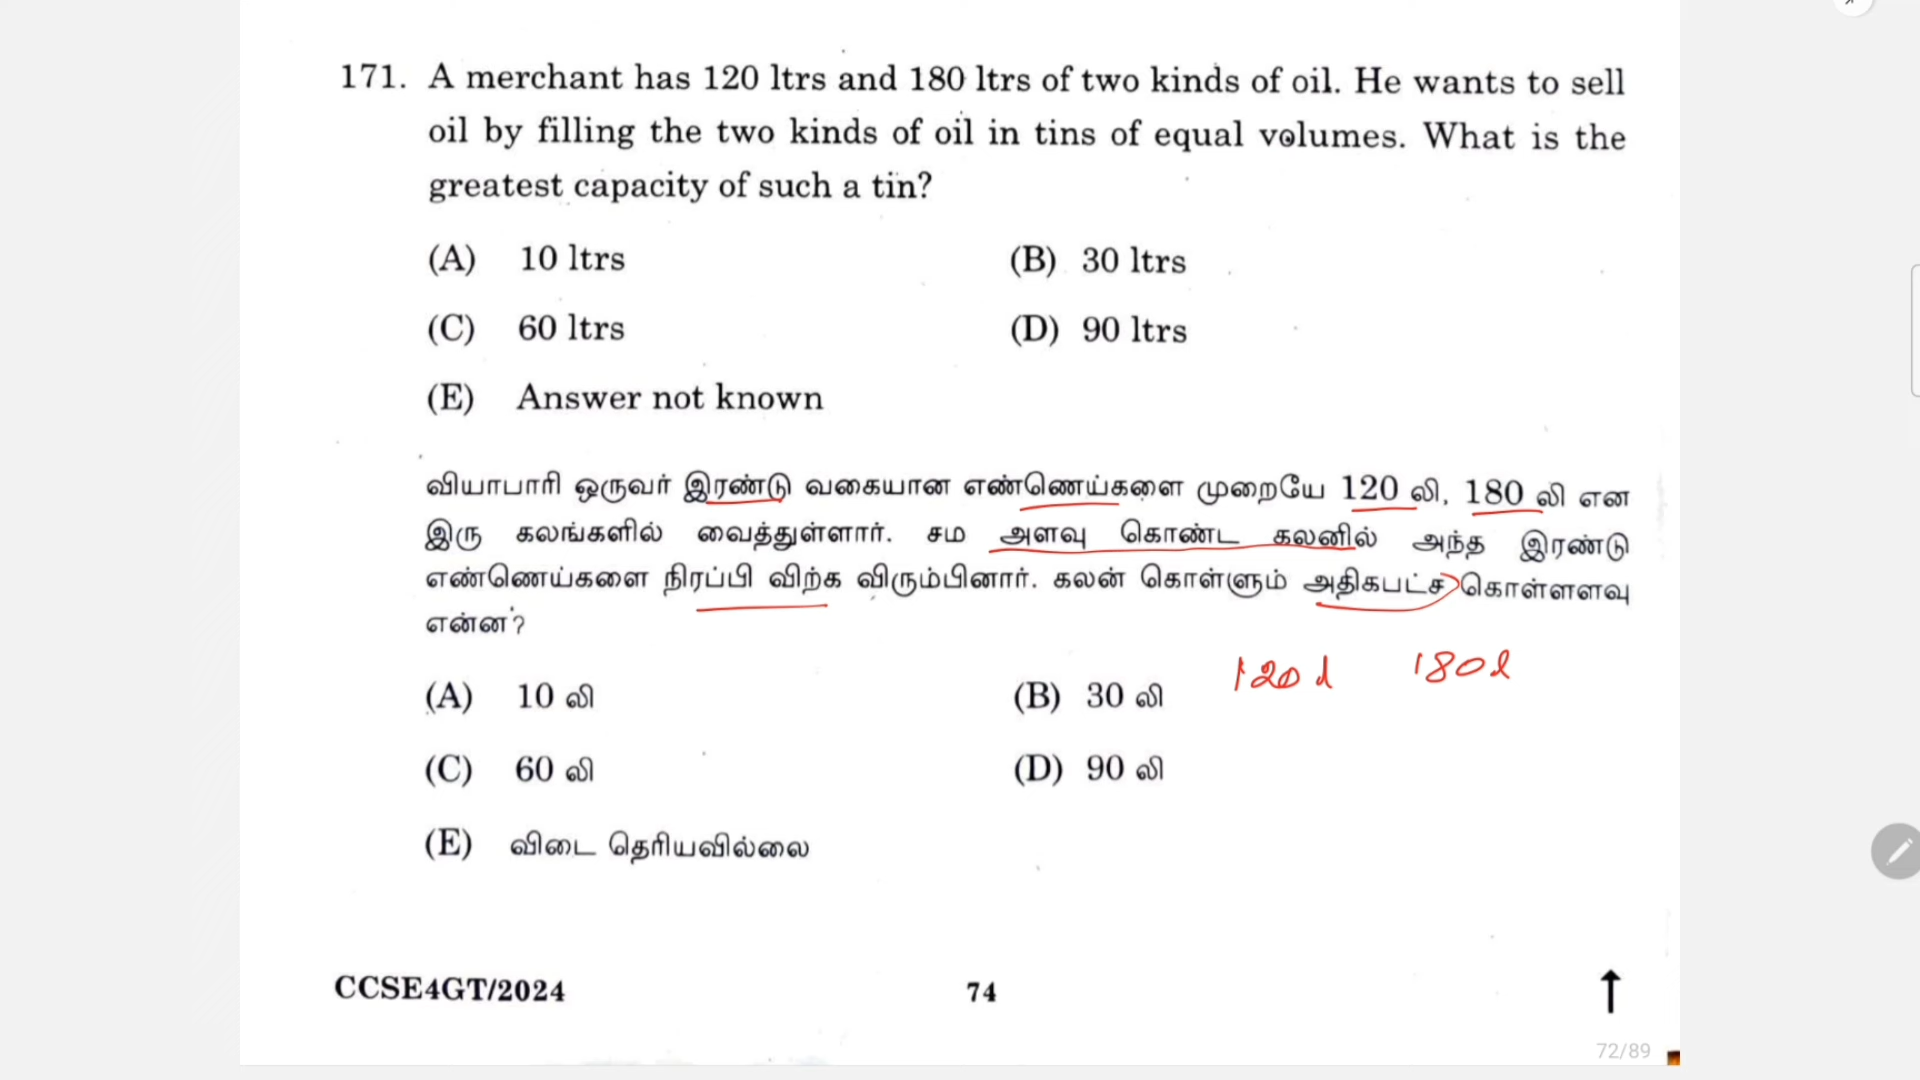 171. A merchant has 120 ltrs and 180 ltrs of two kinds of oil. He wants to sell
oil by filling the two kinds of oil in tins of equal volumes. What is the
greatest capacity of such a tin?
(A) 10 ltrs (B) 30 ltrs
(C) 60 ltrs (D) 90 ltrs
(E) Answer not known
வியாபாரி ஒருவர் இரண்டு வகையான எண்ணெய்களை முறையே 120 லி, 180 லி என
இரு கலங்களில் வைத்துள்ளார். சம அளவு கொண்ட கலனில் அந்த இரண்டு
எண்ணெய்களை நிரப்பி விற்க விரும்பினார். கலன் கொள்ளும் அதிகபட்ச கொள்ளளவு
என்ன?
120 l 180 l
(A) 10 லி (B) 30 லி
(C) 60 லி (D) 90 லி
(E) விடை தெரியவில்லை
CCSE4GT/2024 74
72/89